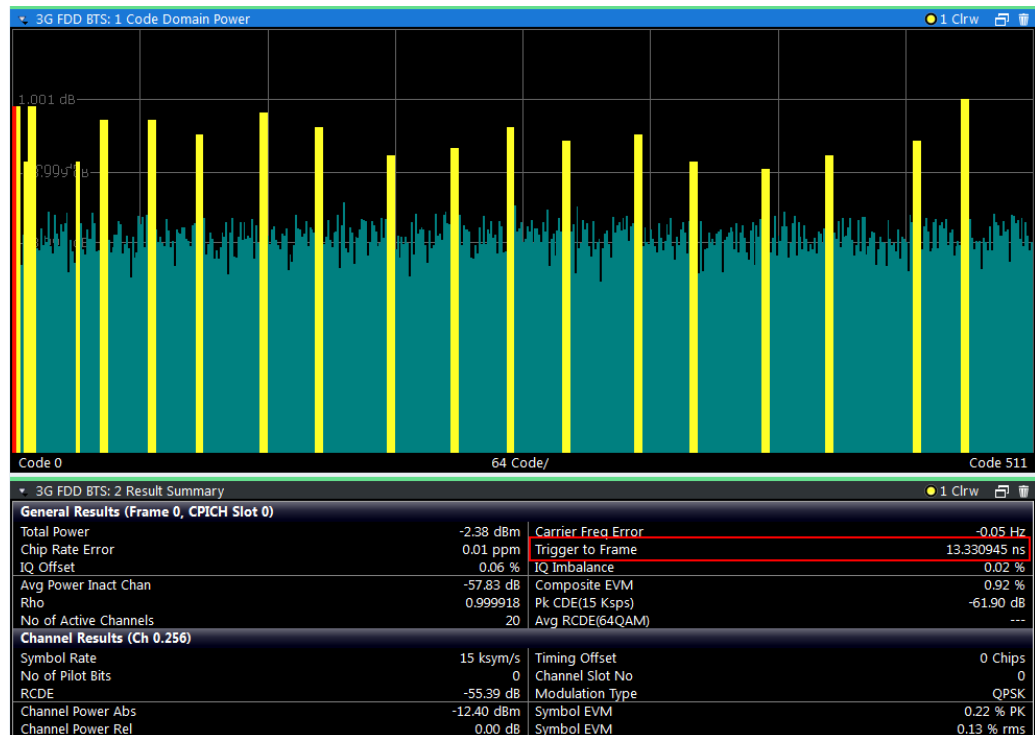 3G FDD BTS: 1 Code Domain Power 1 Clrw
1.001 dB
Code 0 64 Code/ Code 511
3G FDD BTS: 2 Result Summary 1 Clrw
General Results (Frame 0, CPICH Slot 0)
Total Power -2.38 dBm Carrier Freq Error -0.05 Hz
Chip Rate Error 0.01 ppm Trigger to Frame 13.330945 ns
IQ Offset 0.06 % IQ Imbalance 0.02 %
Avg Power Inact Chan -57.83 dB Composite EVM 0.92 %
Rho 0.999918 Pk CDE(15 Ksps) -61.90 dB
No of Active Channels 20 Avg RCDE(64QAM) ---
Channel Results (Ch 0.256)
Symbol Rate 15 ksym/s Timing Offset 0 Chips
No of Pilot Bits 0 Channel Slot No 0
RCDE -55.39 dB Modulation Type QPSK
Channel Power Abs -12.40 dBm Symbol EVM 0.22 % PK
Channel Power Rel 0.00 dB Symbol EVM 0.13 % rms